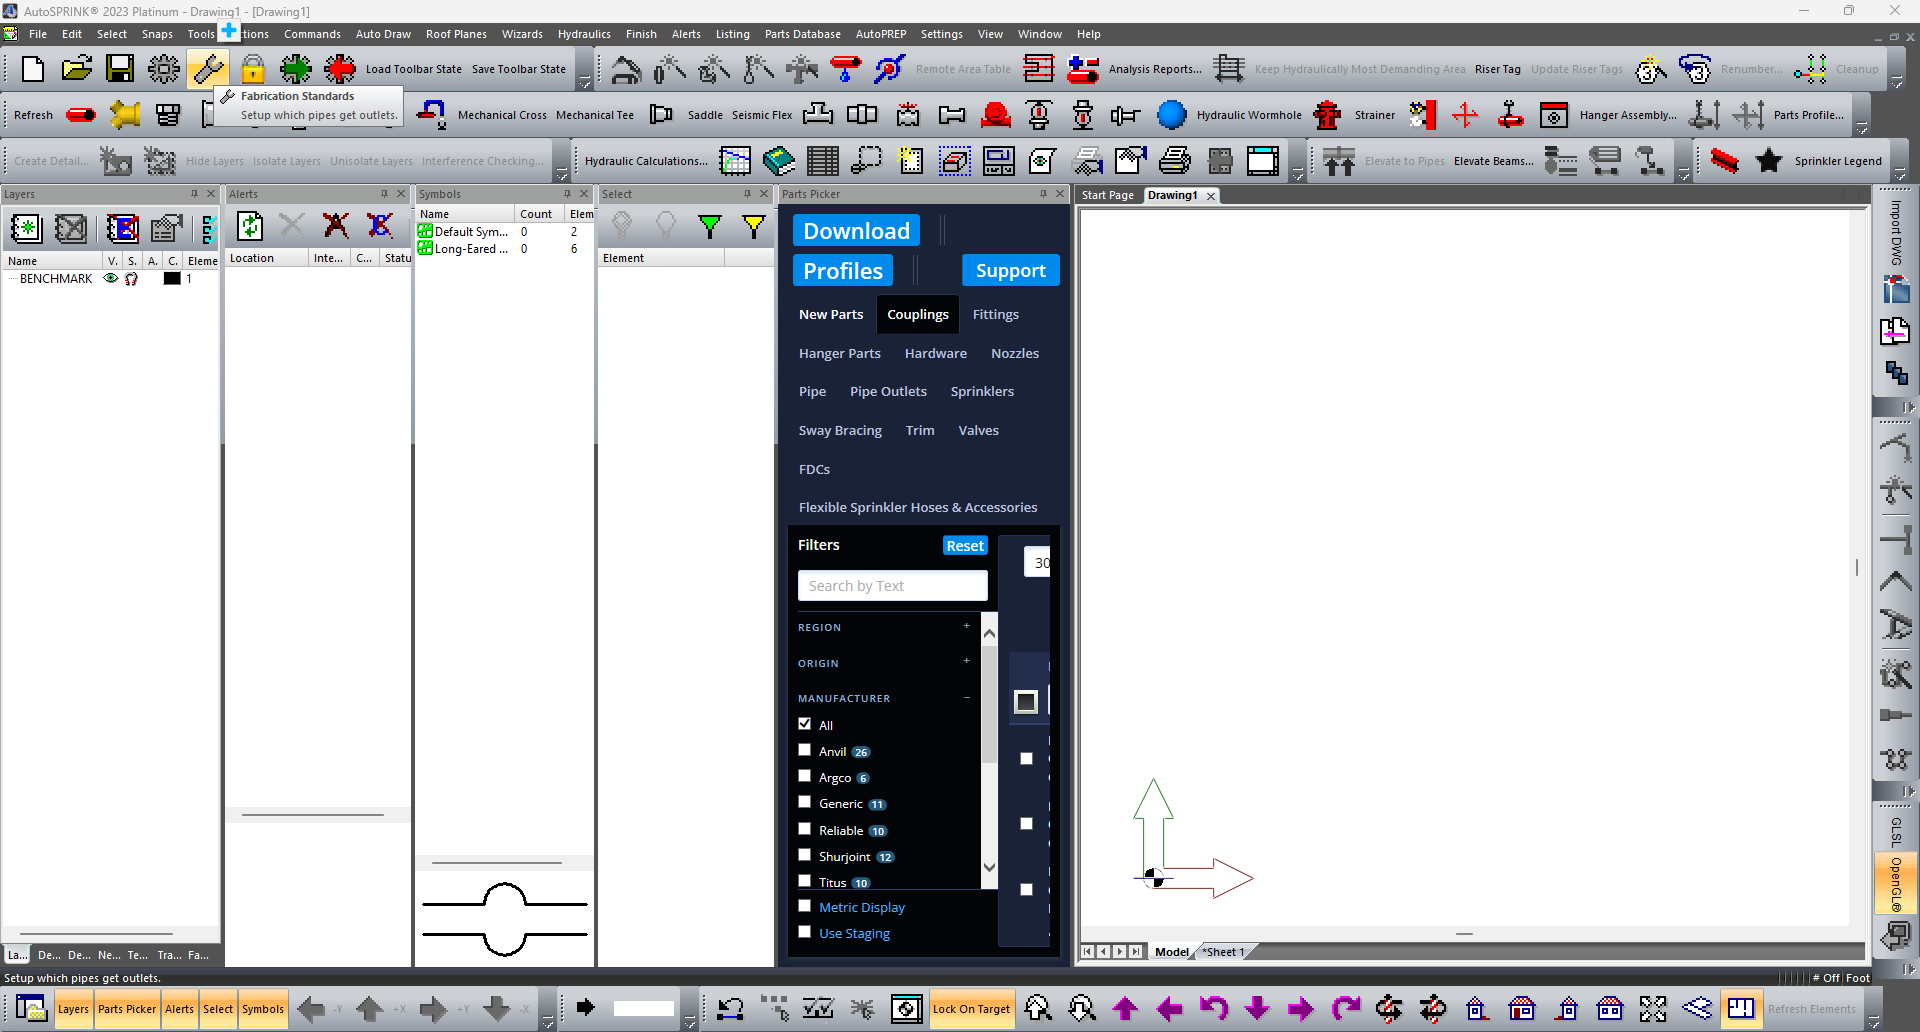 AutoSPRINK® 2023 Platinum - Drawing1 - [Drawing1]
File Edit Select Snaps Tools Commands Auto Draw Roof Planes Wizards Hydraulics Finish Alerts Listing Parts Database AutoPREP Settings View Window Help
Load Toolbar State Save Toolbar State Remote Area Table Analysis Reports... Keep Hydraulically Most Demanding Area Riser Tag Update Riser Tags Renumber... Cleanup
Fabrication Standards
Setup which pipes get outlets.
Refresh Mechanical Cross Mechanical Tee Saddle Seismic Flex Hydraulic Wormhole Strainer Hanger Assembly... Parts Profile...
Create Detail... Hide Layers Isolate Layers Unisolate Layers Interference Checking... Hydraulic Calculations... Elevate to Pipes Elevate Beams... Sprinkler Legend
Layers
Name V. S. A. C. Eleme
BENCHMARK 1
La... De... De... Ne... Te... Tra... Fa...
Alerts
Location Inte... C... Statu
Symbols
Name Count Elem
Default Sym... 0 2
Long-Eared ... 0 6
Select
Element
Parts Picker
Download
Profiles Support
New Parts Couplings Fittings
Hanger Parts Hardware Nozzles
Pipe Pipe Outlets Sprinklers
Sway Bracing Trim Valves
FDCs
Flexible Sprinkler Hoses & Accessories
Filters Reset
30
Search by Text
REGION +
ORIGIN +
MANUFACTURER −
All
Anvil 26
Argco 6
Generic 11
Reliable 10
Shurjoint 12
Titus 10
Metric Display
Use Staging
Start Page Drawing1
Model *Sheet 1
Import DWG
GLSL
OpenGL®
Setup which pipes get outlets.
# Off Foot
Layers Parts Picker Alerts Select Symbols -Y +X +Y -X Lock On Target Refresh Elements